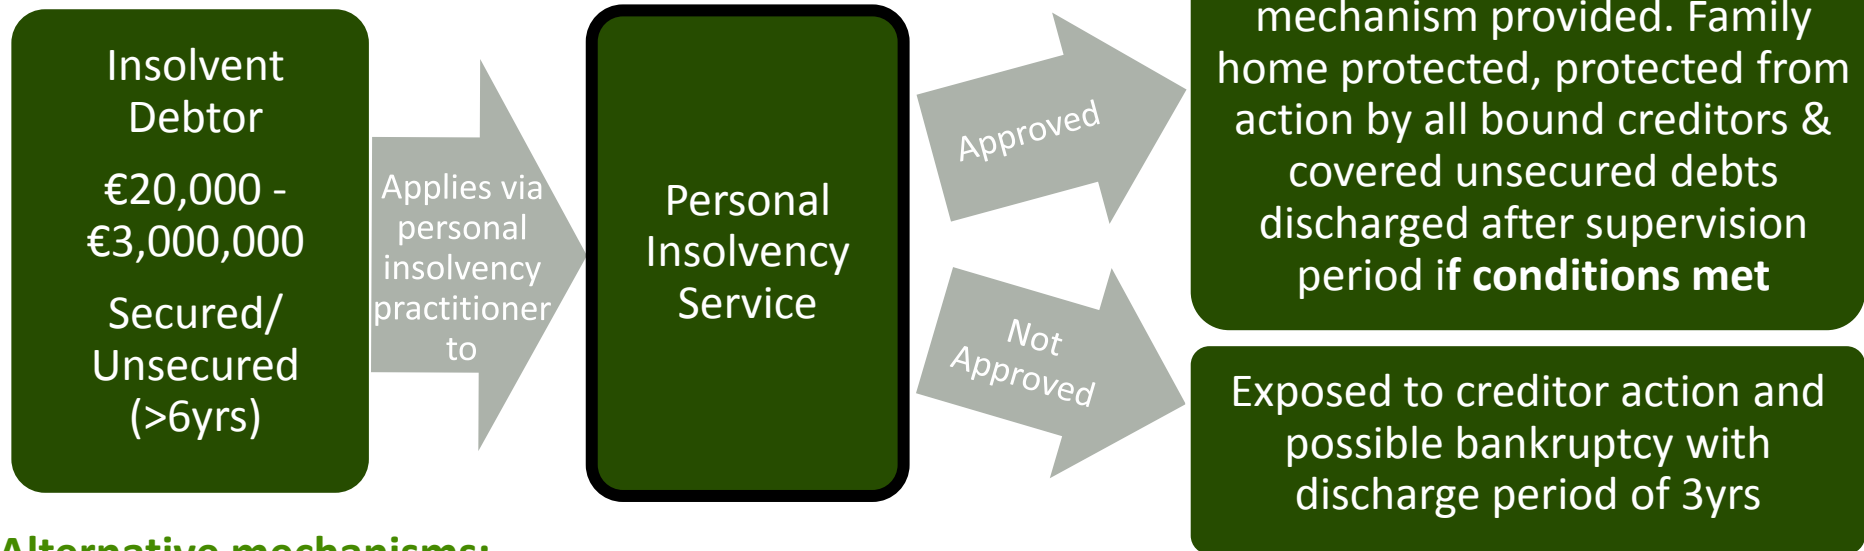 Insolvent
Debtor
€20,000 -
€3,000,000
Secured/
Unsecured
(>6yrs)
Applies via
personal
insolvency
practitioner
to
Personal
Insolvency
Service
Approved
Not
Approved
mechanism provided. Family
home protected, protected from
action by all bound creditors &
covered unsecured debts
discharged after supervision
period if conditions met
Exposed to creditor action and
possible bankruptcy with
discharge period of 3yrs
Alternative mechanisms: